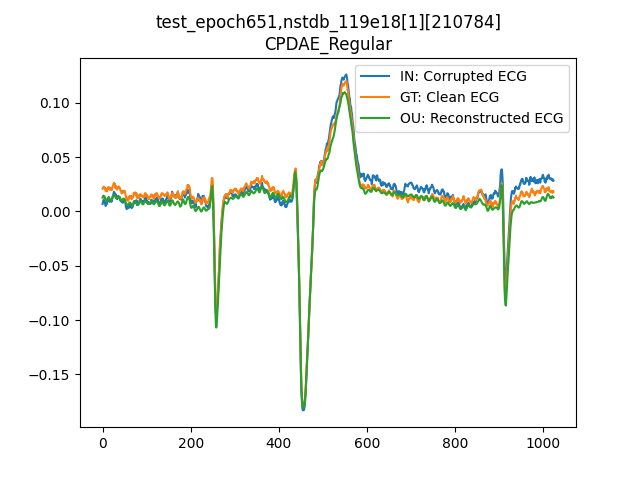 test_epoch651,nstdb_119e18[1][210784]
CPDAE_Regular
IN: Corrupted ECG
GT: Clean ECG
OU: Reconstructed ECG
0.10
0.05
0.00
−0.05
−0.10
−0.15
0 200 400 600 800 1000